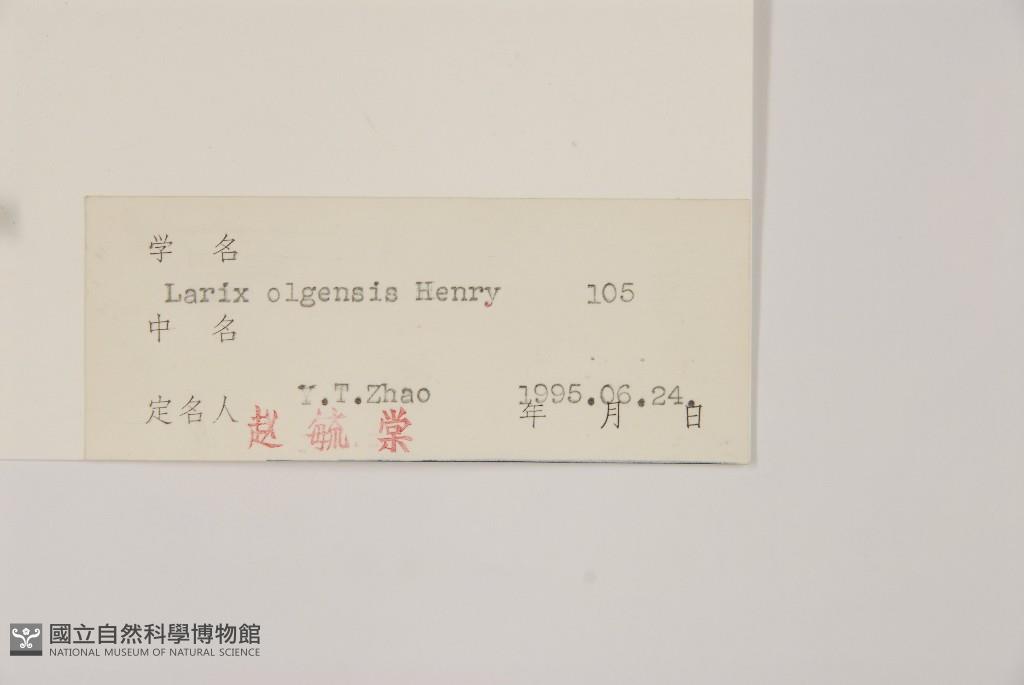 学 名
Larix olgensis Henry 105
中 名
定名人 Y.T.Zhao 1995.06.24.
赵 毓 棠 年 月 日
國立自然科學博物館
NATIONAL MUSEUM OF NATURAL SCIENCE